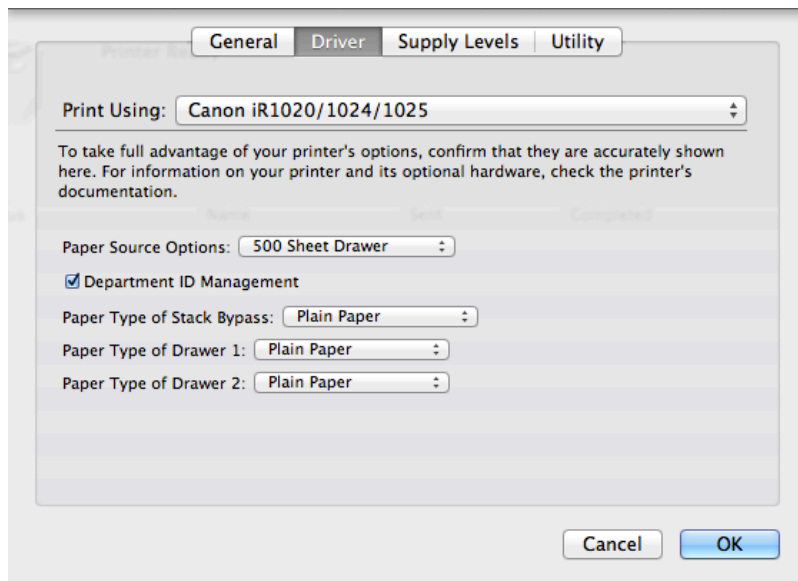 General Driver Supply Levels Utility
Print Using: Canon iR1020/1024/1025
To take full advantage of your printer's options, confirm that they are accurately shown
here. For information on your printer and its optional hardware, check the printer's
documentation.
Name Sent Completed
Paper Source Options: 500 Sheet Drawer
Department ID Management
Paper Type of Stack Bypass: Plain Paper
Paper Type of Drawer 1: Plain Paper
Paper Type of Drawer 2: Plain Paper
Cancel OK